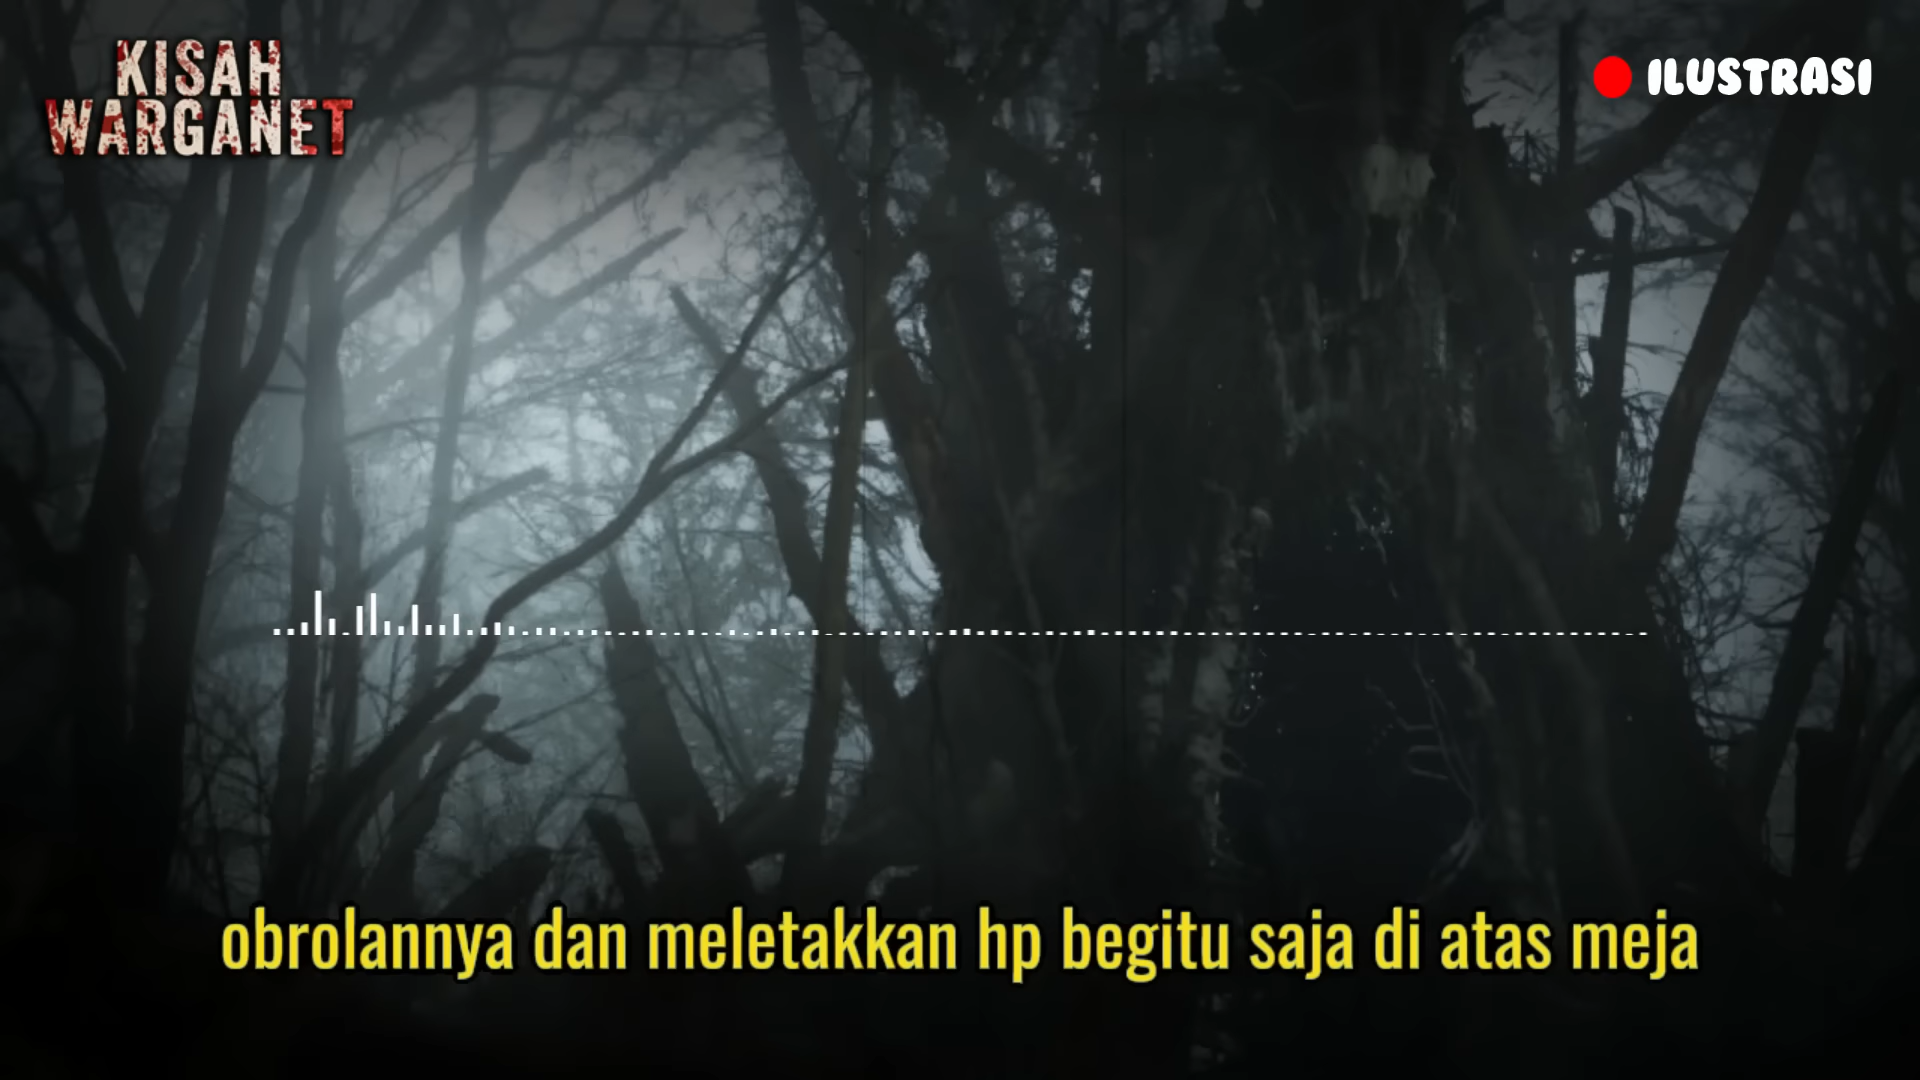 KISAH
WARGANET
ILUSTRASI
obrolannya dan meletakkan hp begitu saja di atas meja